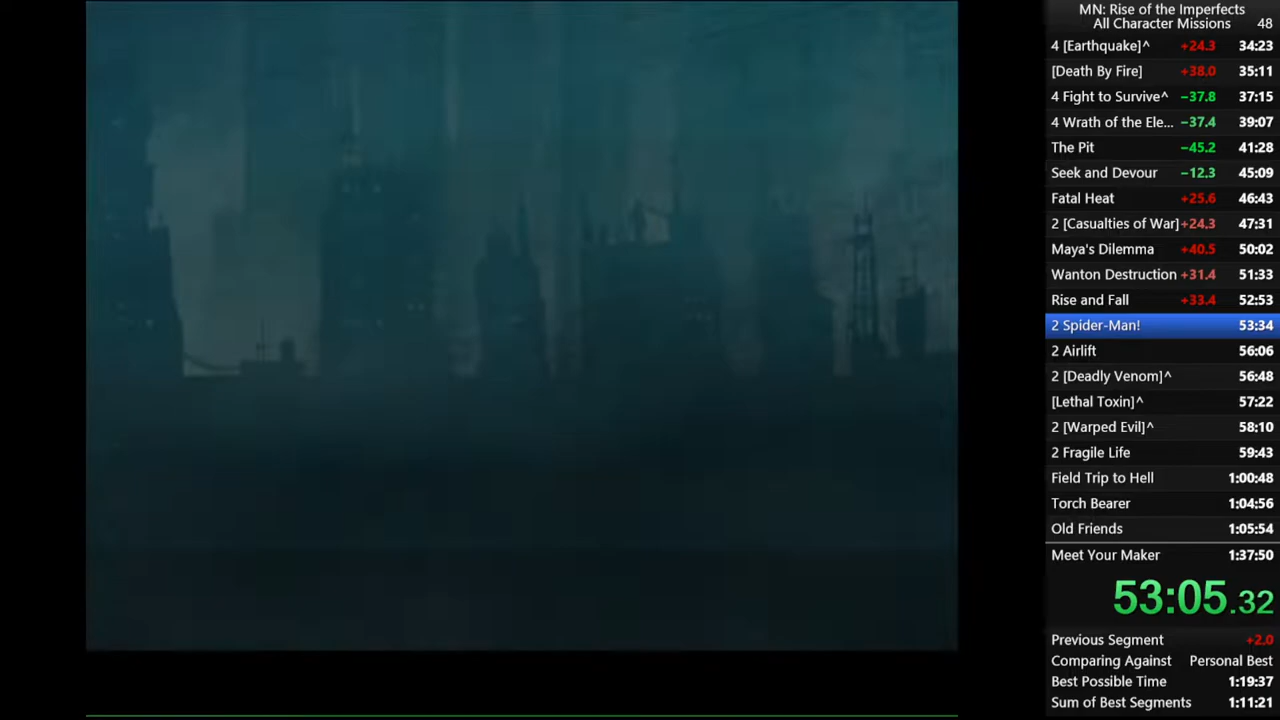 MN: Rise of the Imperfects
All Character Missions 48
4 [Earthquake]^ +24.3 34:23
[Death By Fire] +38.0 35:11
4 Fight to Survive^ −37.8 37:15
4 Wrath of the Ele... −37.4 39:07
The Pit −45.2 41:28
Seek and Devour −12.3 45:09
Fatal Heat +25.6 46:43
2 [Casualties of War] +24.3 47:31
Maya's Dilemma +40.5 50:02
Wanton Destruction +31.4 51:33
Rise and Fall +33.4 52:53
2 Spider-Man! 53:34
2 Airlift 56:06
2 [Deadly Venom]^ 56:48
[Lethal Toxin]^ 57:22
2 [Warped Evil]^ 58:10
2 Fragile Life 59:43
Field Trip to Hell 1:00:48
Torch Bearer 1:04:56
Old Friends 1:05:54
Meet Your Maker 1:37:50
53:05.32
Previous Segment +2.0
Comparing Against Personal Best
Best Possible Time 1:19:37
Sum of Best Segments 1:11:21